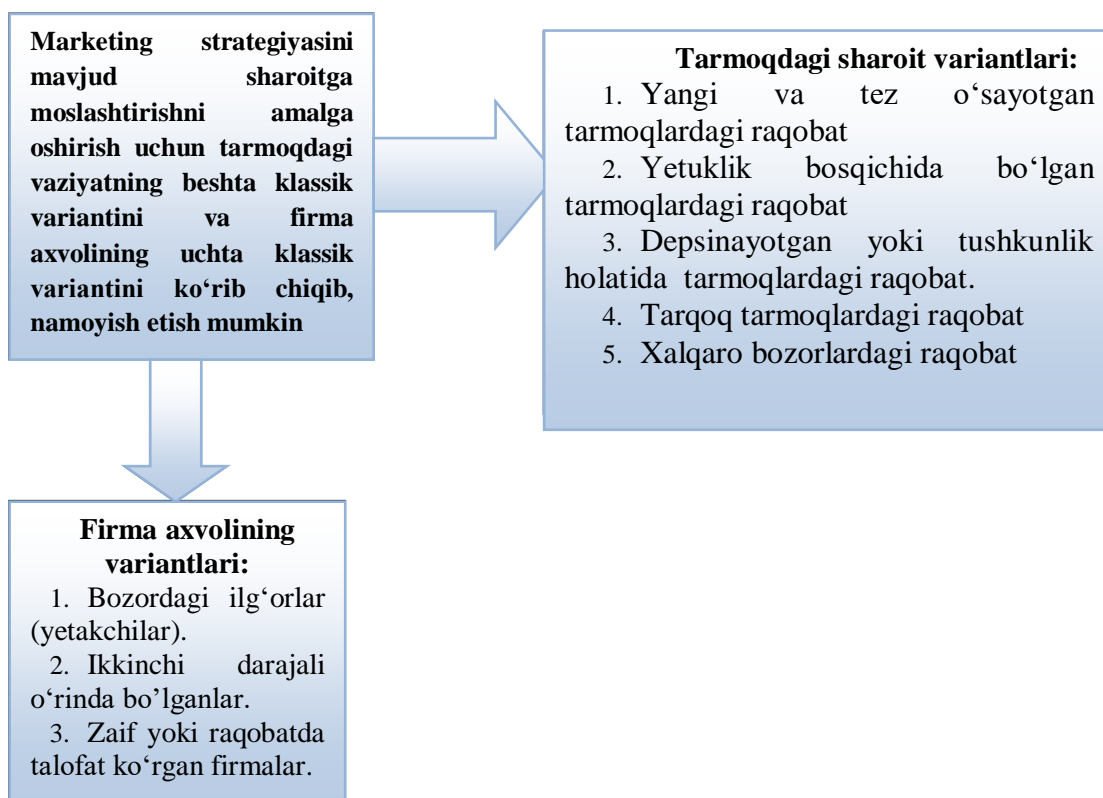 Marketing strategiyasini
mavjud sharoitga
moslashtirishni amalga
oshirish uchun tarmoqdagi
vaziyatning beshta klassik
variantini va firma
axvolining uchta klassik
variantini ko‘rib chiqib,
namoyish etish mumkin
Tarmoqdagi sharoit variantlari:
1. Yangi va tez o‘sayotgan
tarmoqlardagi raqobat
2. Yetuklik bosqichida bo‘lgan
tarmoqlardagi raqobat
3. Depsinayotgan yoki tushkunlik
holatida tarmoqlardagi raqobat.
4. Tarqoq tarmoqlardagi raqobat
5. Xalqaro bozorlardagi raqobat
Firma axvolining
variantlari:
1. Bozordagi ilg‘orlar
(yetakchilar).
2. Ikkinchi darajali
o‘rinda bo’lganlar.
3. Zaif yoki raqobatda
talofat ko‘rgan firmalar.